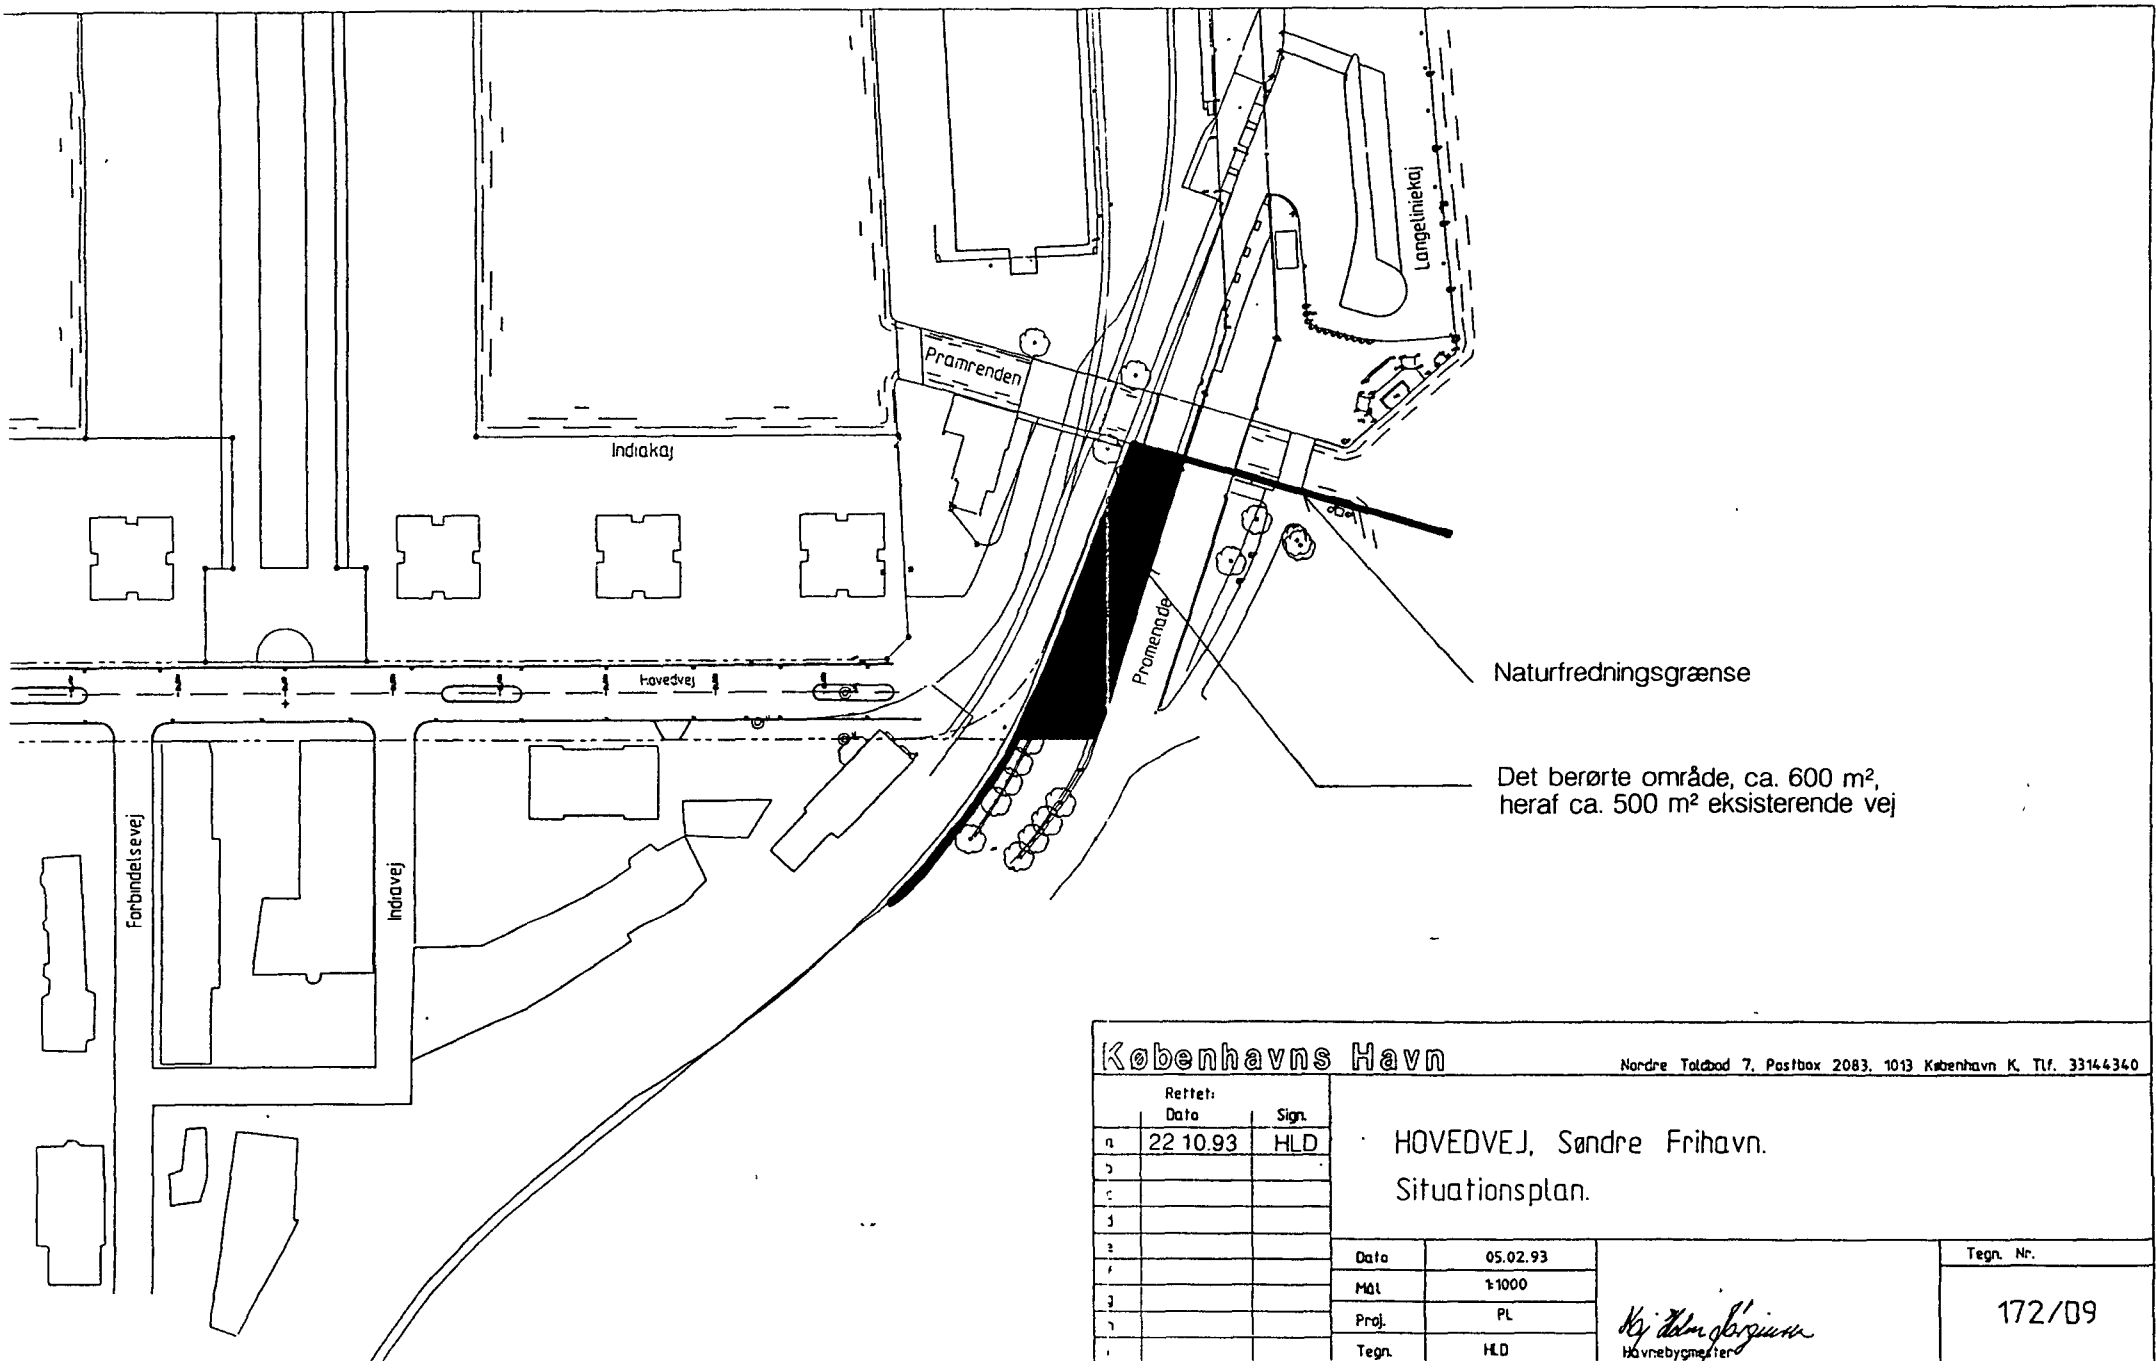 Langeliniekaj
Pramrenden
Indiakaj
Promenade
Hovedvej
Naturfredningsgrænse
Det berørte område, ca. 600 m²,
heraf ca. 500 m² eksisterende vej
Forbindelsesvej
Indiavej
Københavns Havn
Nordre Toldbod 7, Postbox 2083, 1013 København K, Tlf. 33144340
Rettet:
Dato Sign.
22 10.93 HLD
HOVEDVEJ, Søndre Frihavn.
Situationsplan.
Dato 05.02.93
Mål 1:1000
Proj. PL
Tegn. HLD
Havnebygmester
Tegn. Nr.
172/09